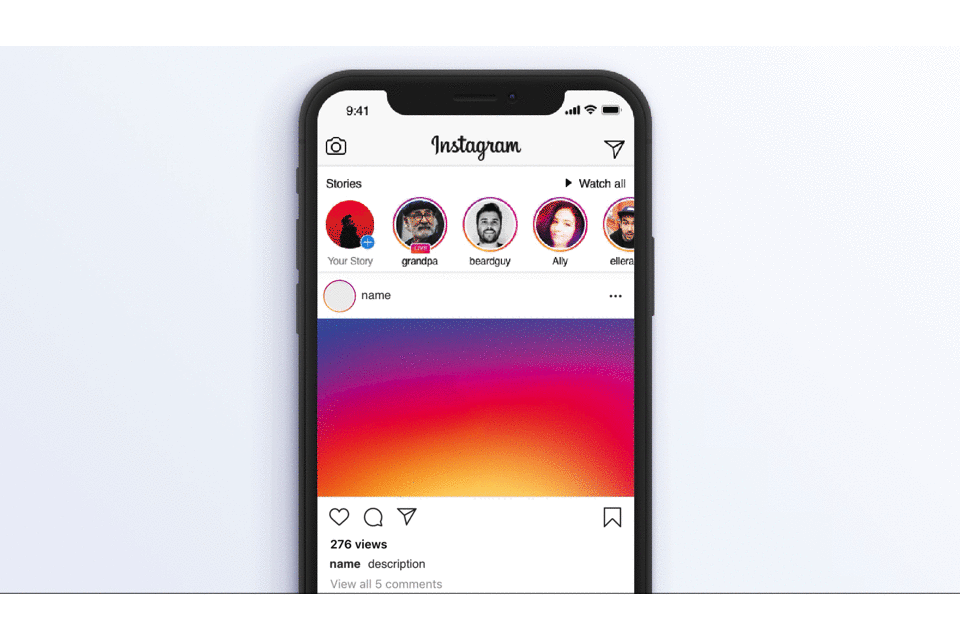 9:41
Instagram
Stories
Watch all
LIVE
Your Story
grandpa
beardguy
Ally
ellera
name
276 views
name description
View all 5 comments